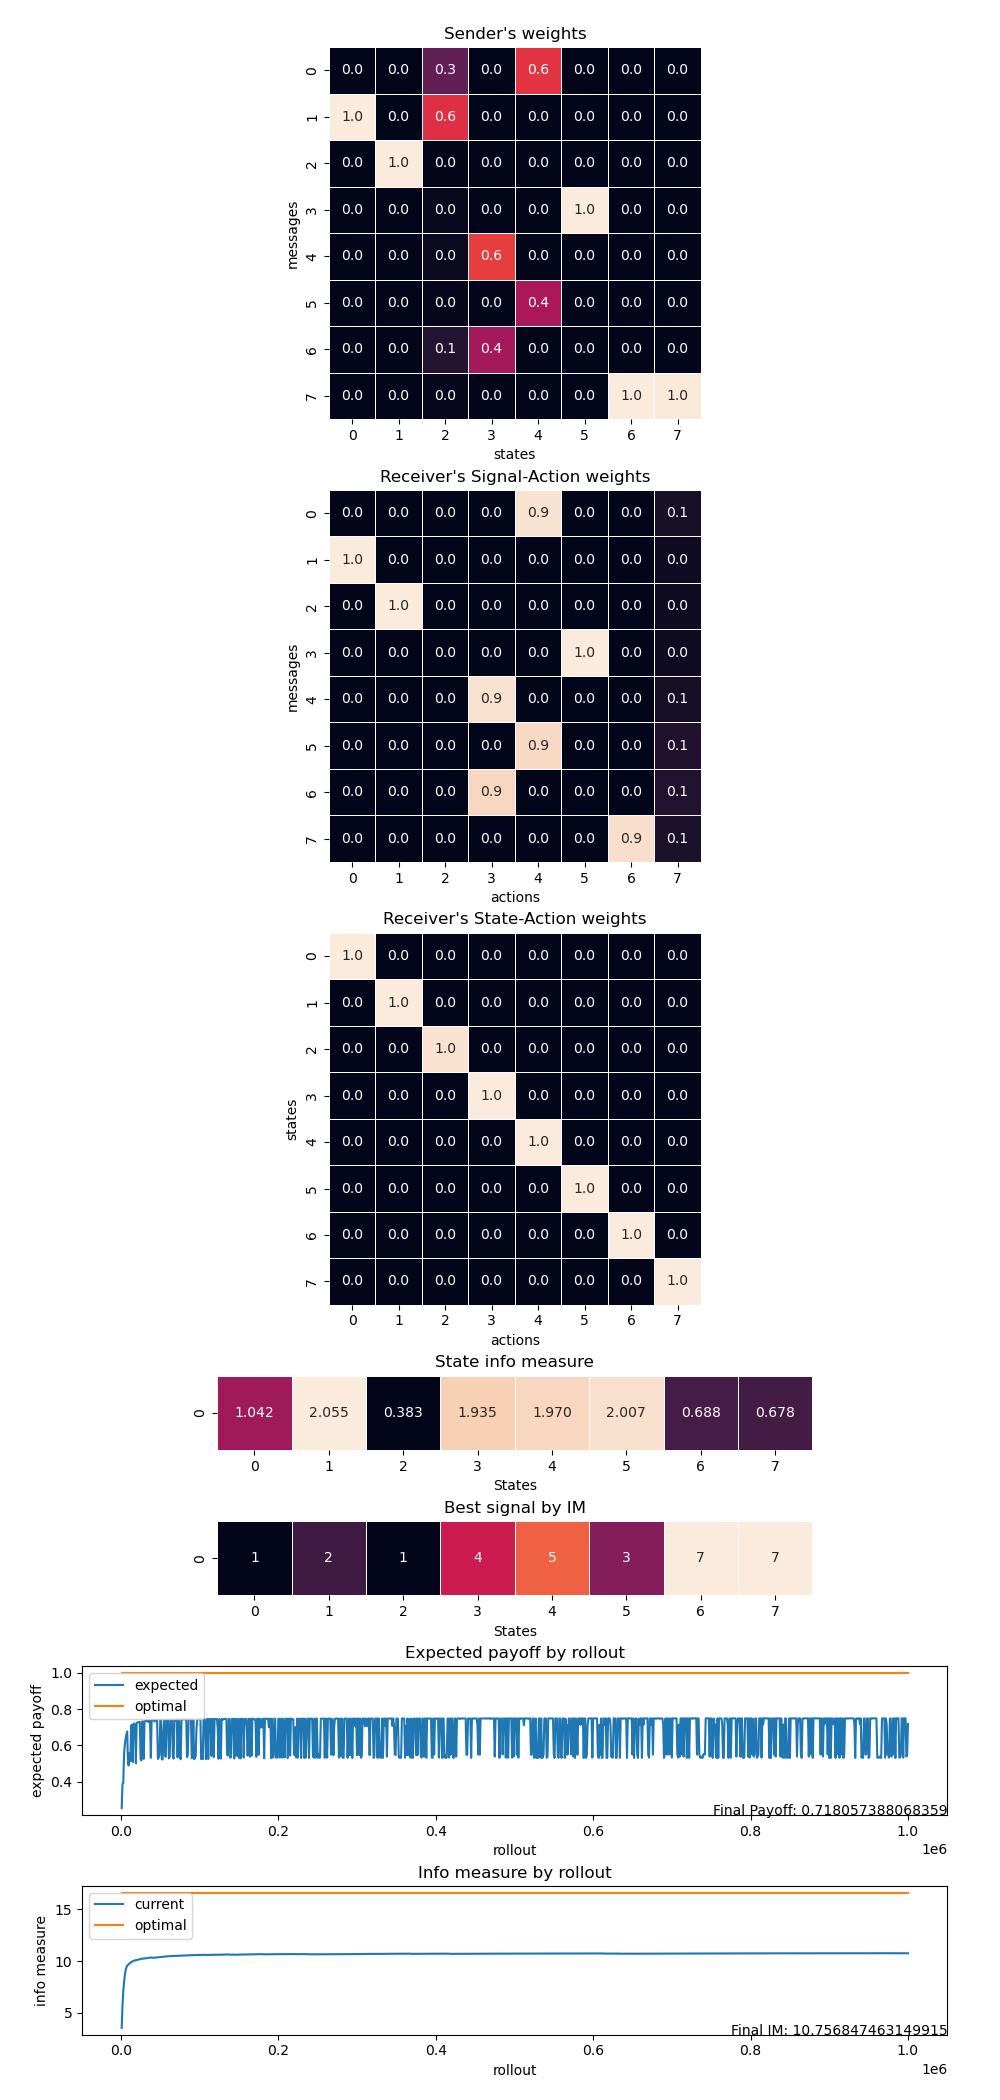 Sender's weights
messages
0 0.0 0.0 0.3 0.0 0.6 0.0 0.0 0.0
1 1.0 0.0 0.6 0.0 0.0 0.0 0.0 0.0
2 0.0 1.0 0.0 0.0 0.0 0.0 0.0 0.0
3 0.0 0.0 0.0 0.0 0.0 1.0 0.0 0.0
4 0.0 0.0 0.0 0.6 0.0 0.0 0.0 0.0
5 0.0 0.0 0.0 0.0 0.4 0.0 0.0 0.0
6 0.0 0.0 0.1 0.4 0.0 0.0 0.0 0.0
7 0.0 0.0 0.0 0.0 0.0 0.0 1.0 1.0
0 1 2 3 4 5 6 7
states
Receiver's Signal-Action weights
messages
0 0.0 0.0 0.0 0.0 0.9 0.0 0.0 0.1
1 1.0 0.0 0.0 0.0 0.0 0.0 0.0 0.0
2 0.0 1.0 0.0 0.0 0.0 0.0 0.0 0.0
3 0.0 0.0 0.0 0.0 0.0 1.0 0.0 0.0
4 0.0 0.0 0.0 0.9 0.0 0.0 0.0 0.1
5 0.0 0.0 0.0 0.0 0.9 0.0 0.0 0.1
6 0.0 0.0 0.0 0.9 0.0 0.0 0.0 0.1
7 0.0 0.0 0.0 0.0 0.0 0.0 0.9 0.1
0 1 2 3 4 5 6 7
actions
Receiver's State-Action weights
states
0 1.0 0.0 0.0 0.0 0.0 0.0 0.0 0.0
1 0.0 1.0 0.0 0.0 0.0 0.0 0.0 0.0
2 0.0 0.0 1.0 0.0 0.0 0.0 0.0 0.0
3 0.0 0.0 0.0 1.0 0.0 0.0 0.0 0.0
4 0.0 0.0 0.0 0.0 1.0 0.0 0.0 0.0
5 0.0 0.0 0.0 0.0 0.0 1.0 0.0 0.0
6 0.0 0.0 0.0 0.0 0.0 0.0 1.0 0.0
7 0.0 0.0 0.0 0.0 0.0 0.0 0.0 1.0
0 1 2 3 4 5 6 7
actions
State info measure
0 1.042 2.055 0.383 1.935 1.970 2.007 0.688 0.678
0 1 2 3 4 5 6 7
States
Best signal by IM
0 1 2 1 4 5 3 7 7
0 1 2 3 4 5 6 7
States
Expected payoff by rollout
expected payoff
1.0
0.8
0.6
0.4
expected
optimal
Final Payoff: 0.718057388068359
0.0 0.2 0.4 0.6 0.8 1.0
1e6
rollout
Info measure by rollout
info measure
15
10
5
current
optimal
Final IM: 10.756847463149915
0.0 0.2 0.4 0.6 0.8 1.0
1e6
rollout